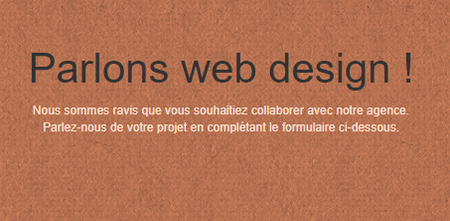 Parlons web design !
Nous sommes ravis que vous souhaitiez collaborer avec notre agence.
Parlez-nous de votre projet en complétant le formulaire ci-dessous.